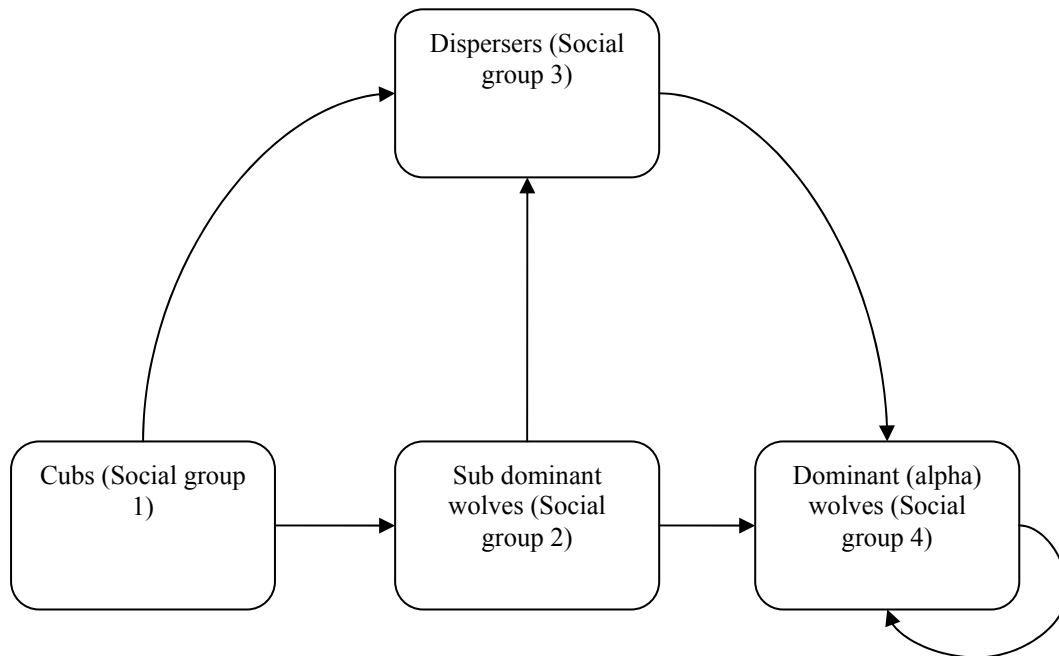 Dispersers (Social
group 3)
Cubs (Social group
1)
Sub dominant
wolves (Social
group 2)
Dominant (alpha)
wolves (Social
group 4)